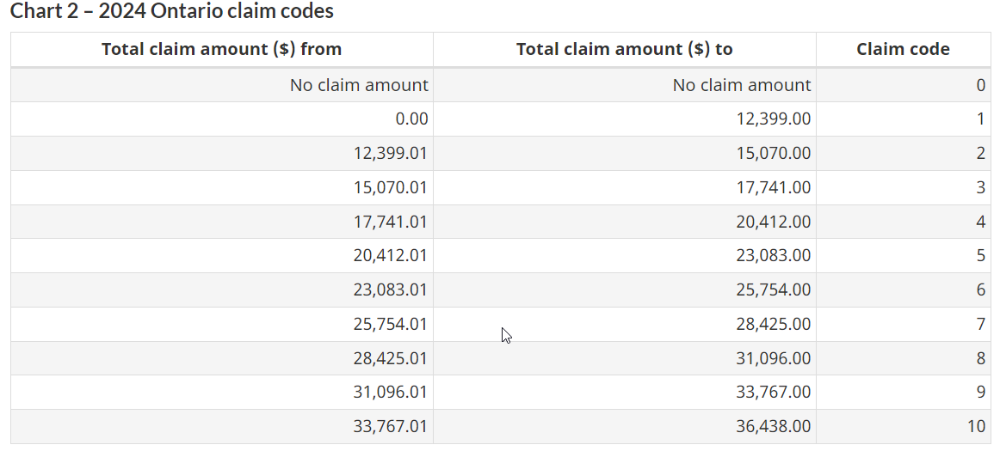 Chart 2 – 2024 Ontario claim codes
Total claim amount ($) from Total claim amount ($) to Claim code
No claim amount No claim amount 0
0.00 12,399.00 1
12,399.01 15,070.00 2
15,070.01 17,741.00 3
17,741.01 20,412.00 4
20,412.01 23,083.00 5
23,083.01 25,754.00 6
25,754.01 28,425.00 7
28,425.01 31,096.00 8
31,096.01 33,767.00 9
33,767.01 36,438.00 10